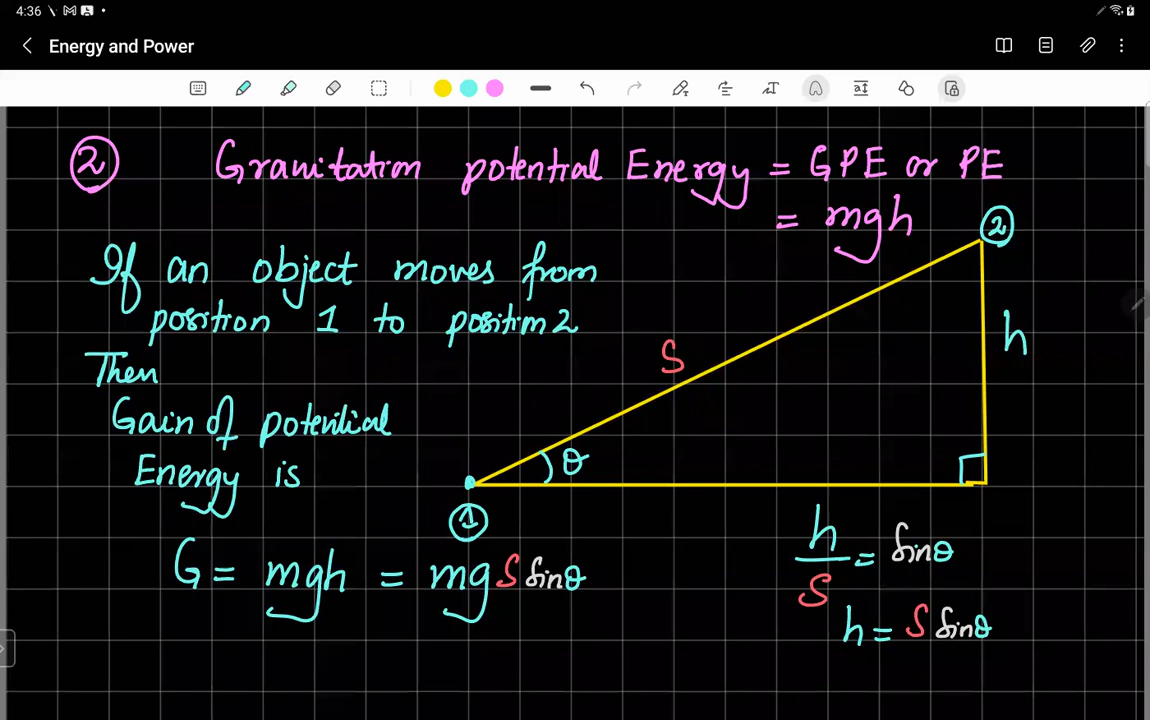 4:36
Energy and Power
② Gravitation potential Energy = GPE or PE
= mgh
②
If an object moves from
position 1 to position 2
h
S
Then
Gain of potential
Energy is
θ
①
G = mgh = mg S sinθ
h/S = sinθ
h = S sinθ